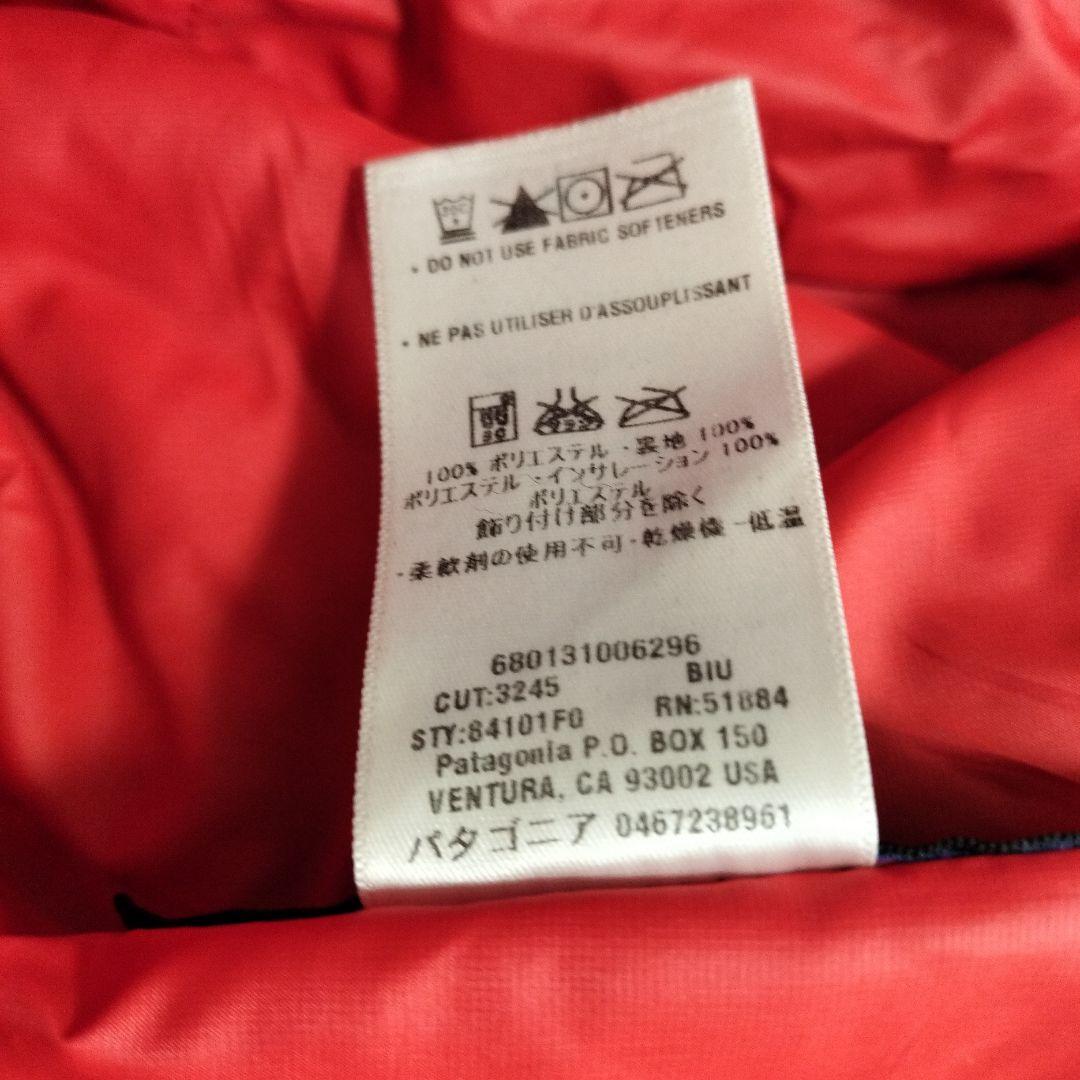 • DO NOT USE FABRIC SOFTENERS
• NE PAS UTILISER D'ASSOUPLISSANT
30
100% ポリエステル・裏地 100%
ポリエステル・インサレーション 100%
ポリエステル
飾り付け部分を除く
・柔軟剤の使用不可・乾燥機 -低温
680131006296
CUT:3245 BIU
STY:84101F0 RN:51884
Patagonia P.O. BOX 150
VENTURA, CA 93002 USA
パタゴニア 0467238961